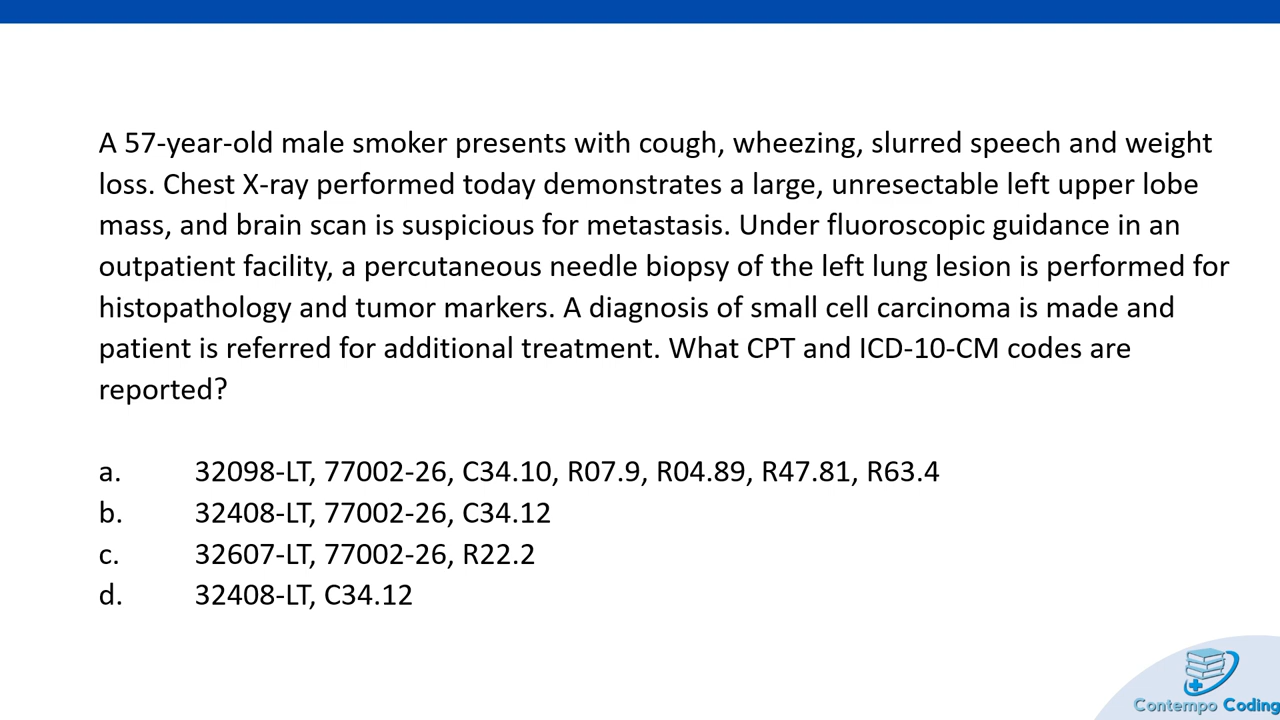 A 57-year-old male smoker presents with cough, wheezing, slurred speech and weight
loss. Chest X-ray performed today demonstrates a large, unresectable left upper lobe
mass, and brain scan is suspicious for metastasis. Under fluoroscopic guidance in an
outpatient facility, a percutaneous needle biopsy of the left lung lesion is performed for
histopathology and tumor markers. A diagnosis of small cell carcinoma is made and
patient is referred for additional treatment. What CPT and ICD-10-CM codes are
reported?
a. 32098-LT, 77002-26, C34.10, R07.9, R04.89, R47.81, R63.4
b. 32408-LT, 77002-26, C34.12
c. 32607-LT, 77002-26, R22.2
d. 32408-LT, C34.12
Contempo Coding